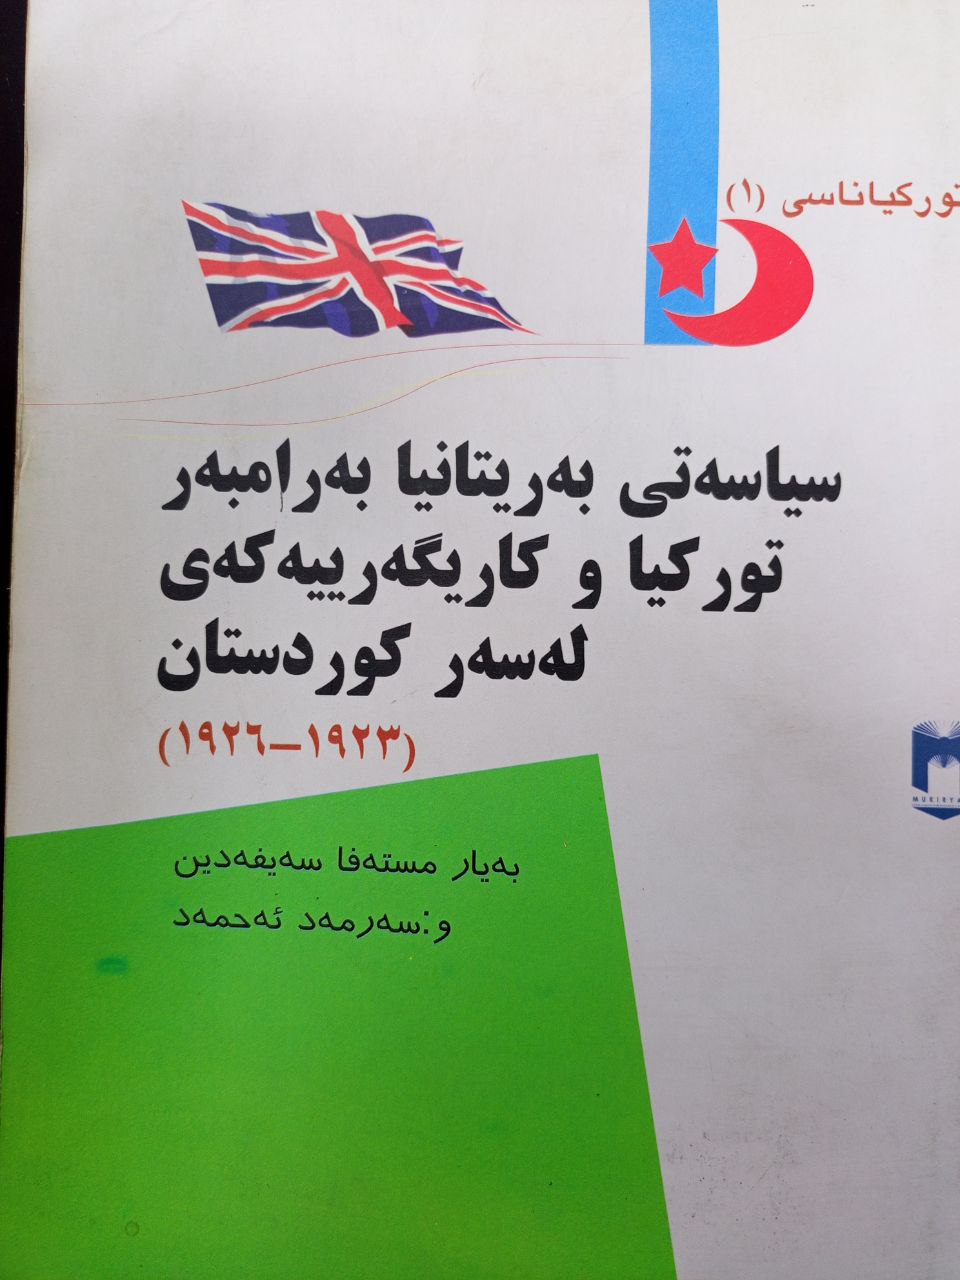 تورکیاناسی (١)
سیاسەتی بەریتانیا بەرامبەر
تورکیا و کاریگەرییەکەی
لەسەر کوردستان
(١٩٢٣–١٩٢٦)
بەیار مستەفا سەیفەدین
و:سەرمەد ئەحمەد